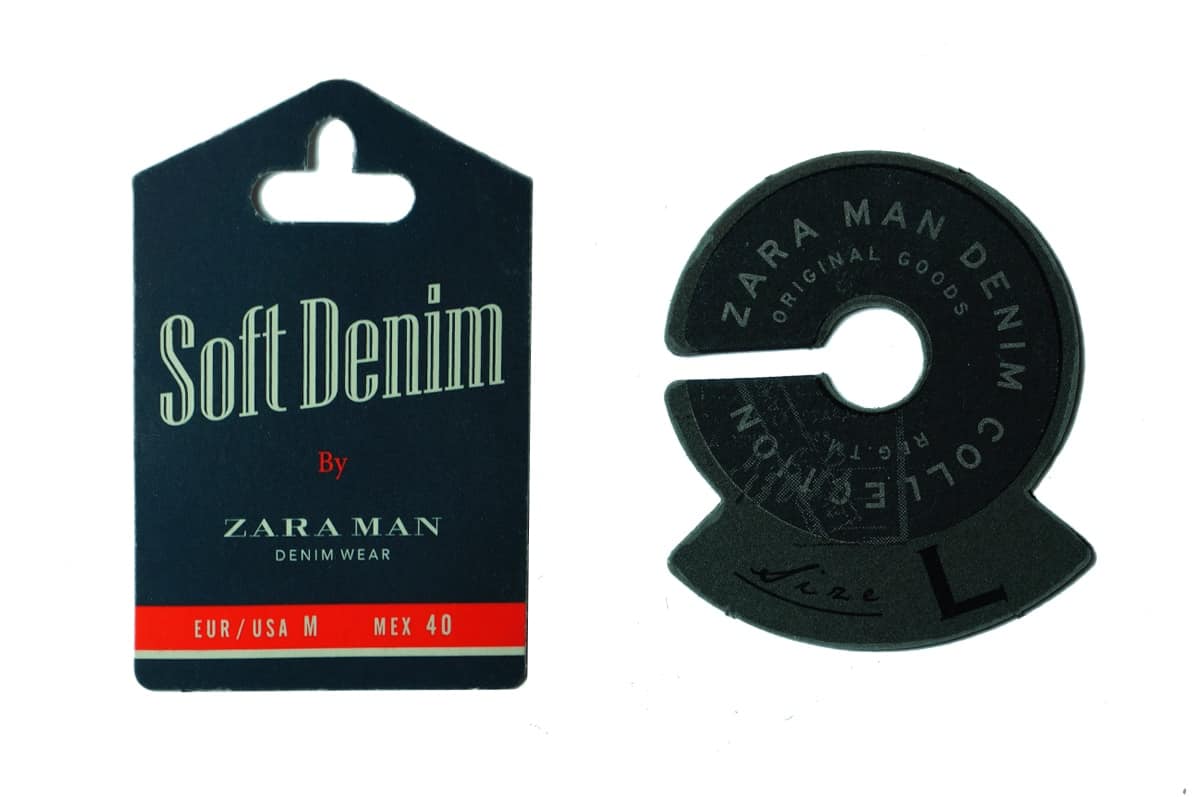 Soft Denim
By
ZARA MAN
DENIM WEAR
EUR/USA M MEX 40
ZARA MAN DENIM COLLECTION
ORIGINAL GOODS
REG.TM.
Size L